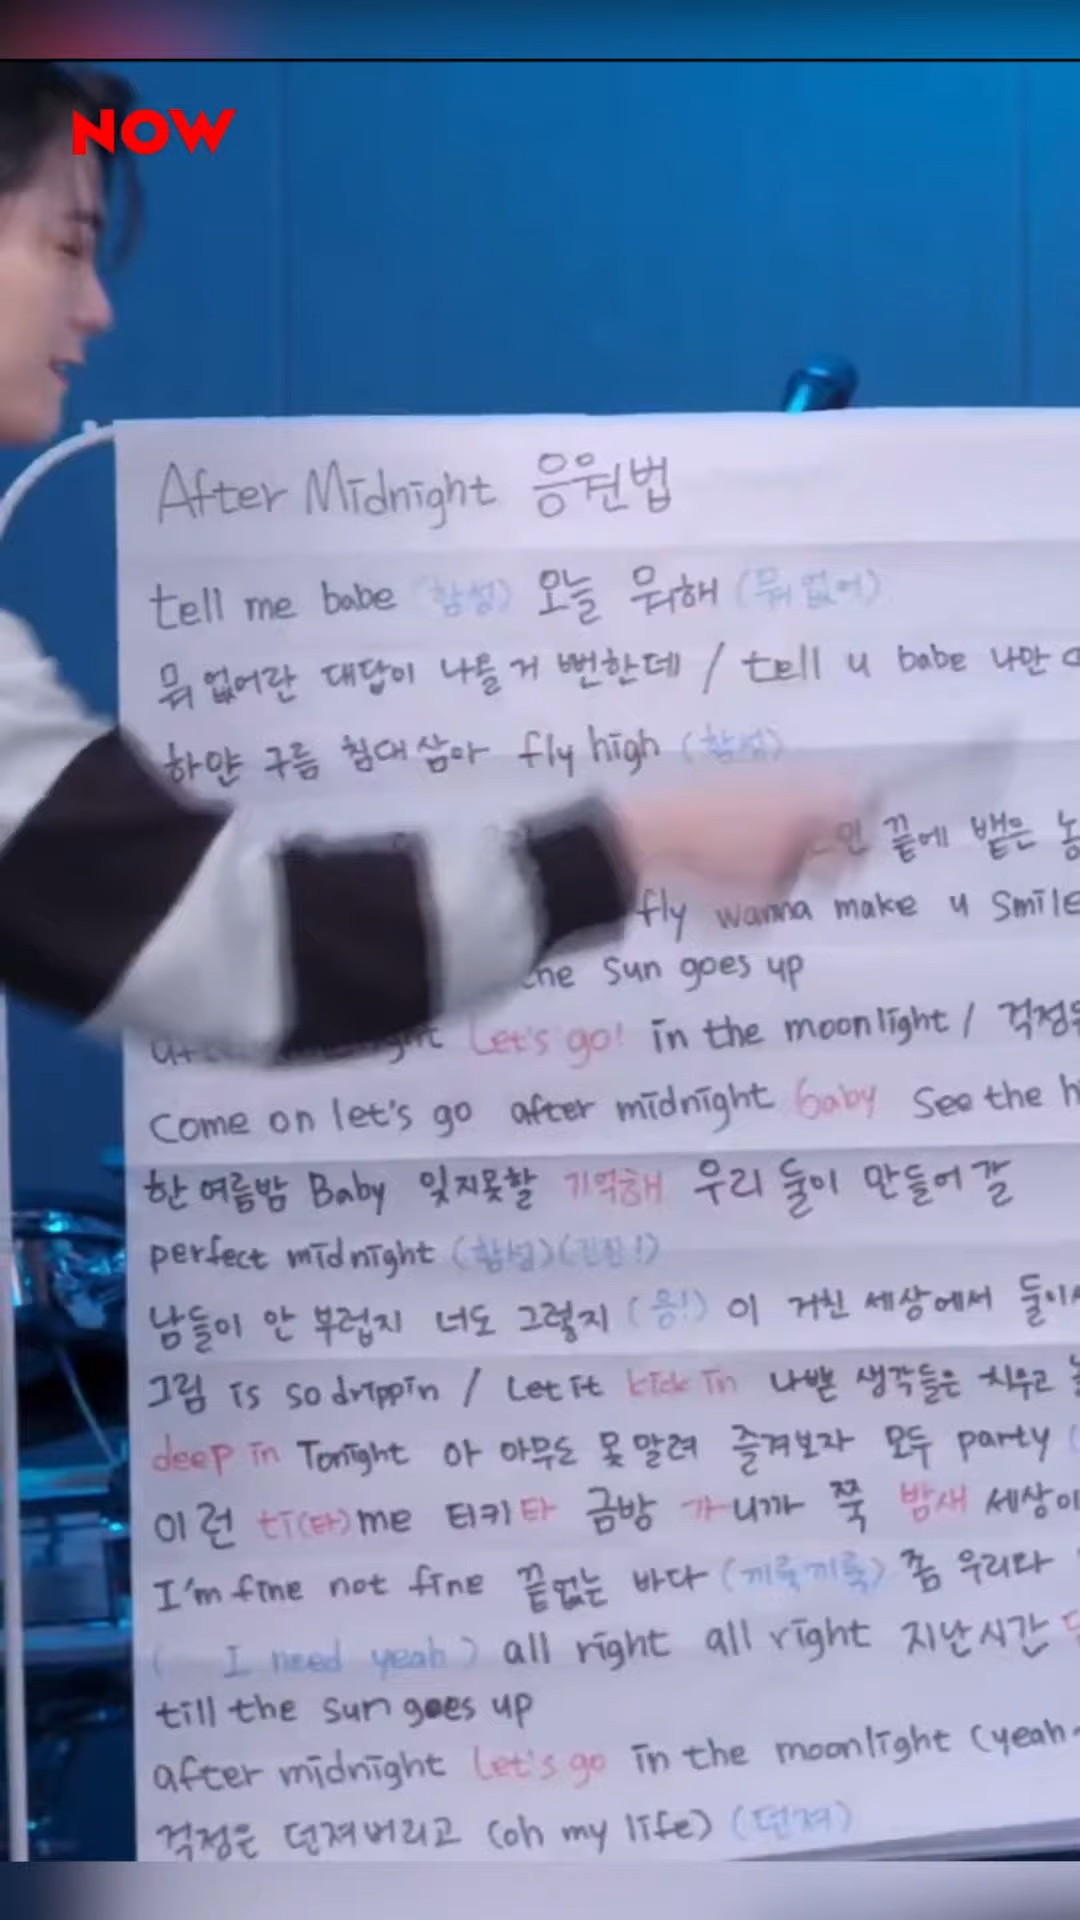 NOW
After Midnight 응원법
tell me babe (함성) 오늘 뭐해 (뭐 없어)
뭐 없어란 대답이 나올 거 뻔한데 / tell u babe 나만
하얀 구름 침대 삼아 fly high (함성)
끝에 뱉은
fly wanna make u smile
the sun goes up
Let's go! in the moonlight / 걱정은
come on let's go after midnight baby See the
한 여름밤 Baby 잊지못할 기억해 우리 둘이 만들어 갈
perfect midnight (함성)
남들이 안 부럽지 너도 그렇지 (응!) 이 거친 세상에서
그림 is so drippin / Let it kick in 나쁜 생각들은 치우고
deep in Tonight 아 아무도 못 말려 즐겨보자 모두 party
이런 ti(타)me 티키타 금방 가니까 쭉 밤새 세상이
I'm fine not fine 끝없는 바다 (끼룩끼룩) 좀 우리라
( I need yeah) all right all right 지난시간
till the sun goes up
after midnight Let's go in the moonlight (yeah
걱정은 던져버리고 (oh my life) (던져)